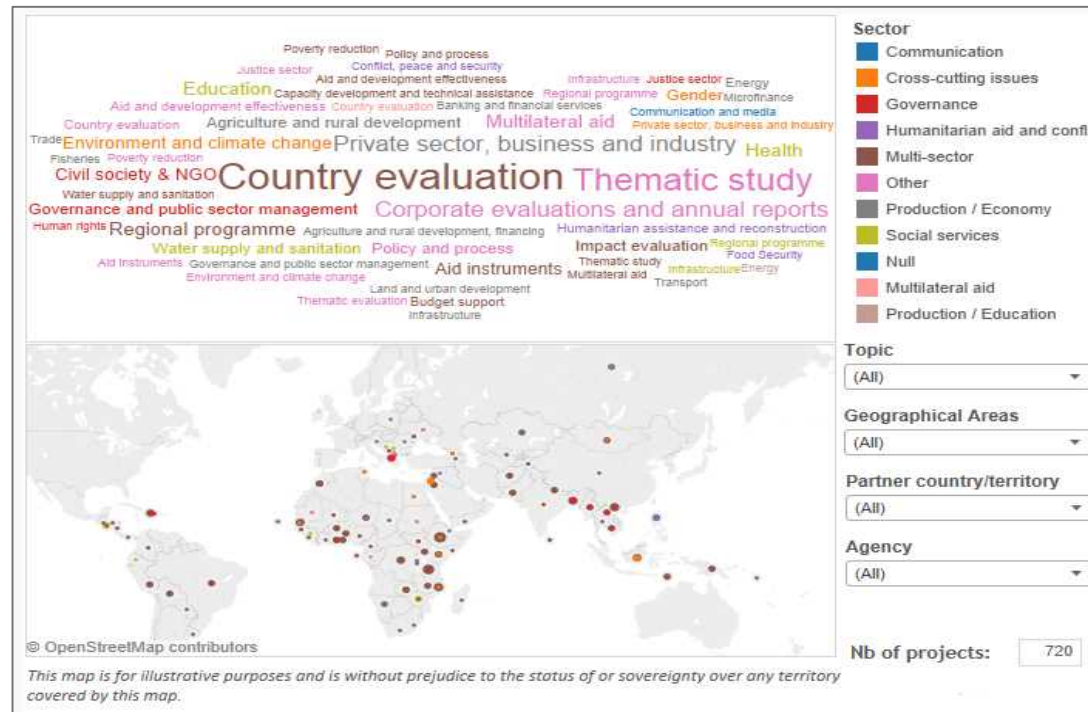 Poverty reduction Policy and process
Justice sector Conflict, peace and security
Aid and development effectiveness Infrastructure Justice sector Energy
Education Capacity development and technical assistance Regional programme Gender Microfinance
Aid and development effectiveness Country evaluation Banking and financial services Communication and media
Country evaluation Agriculture and rural development Multilateral aid Private sector, business and industry
Trade Environment and climate change Private sector, business and industry Health
Fisheries Poverty reduction
Civil society & NGO Country evaluation Thematic study
Water supply and sanitation
Governance and public sector management Corporate evaluations and annual reports
Human rights Regional programme Agriculture and rural development, financing Humanitarian assistance and reconstruction
Water supply and sanitation Policy and process Impact evaluation Regional programme
Aid Instruments Governance and public sector management Aid instruments Thematic study Food Security
Environment and climate change Multilateral aid Infrastructure Energy
Land and urban development Transport
Thematic evaluation Budget support
Infrastructure
Sector
Communication
Cross-cutting issues
Governance
Humanitarian aid and confl
Multi-sector
Other
Production / Economy
Social services
Null
Multilateral aid
Production / Education
Topic
(All)
Geographical Areas
(All)
Partner country/territory
(All)
Agency
(All)
Nb of projects: 720
© OpenStreetMap contributors
This map is for illustrative purposes and is without prejudice to the status of or sovereignty over any territory
covered by this map.